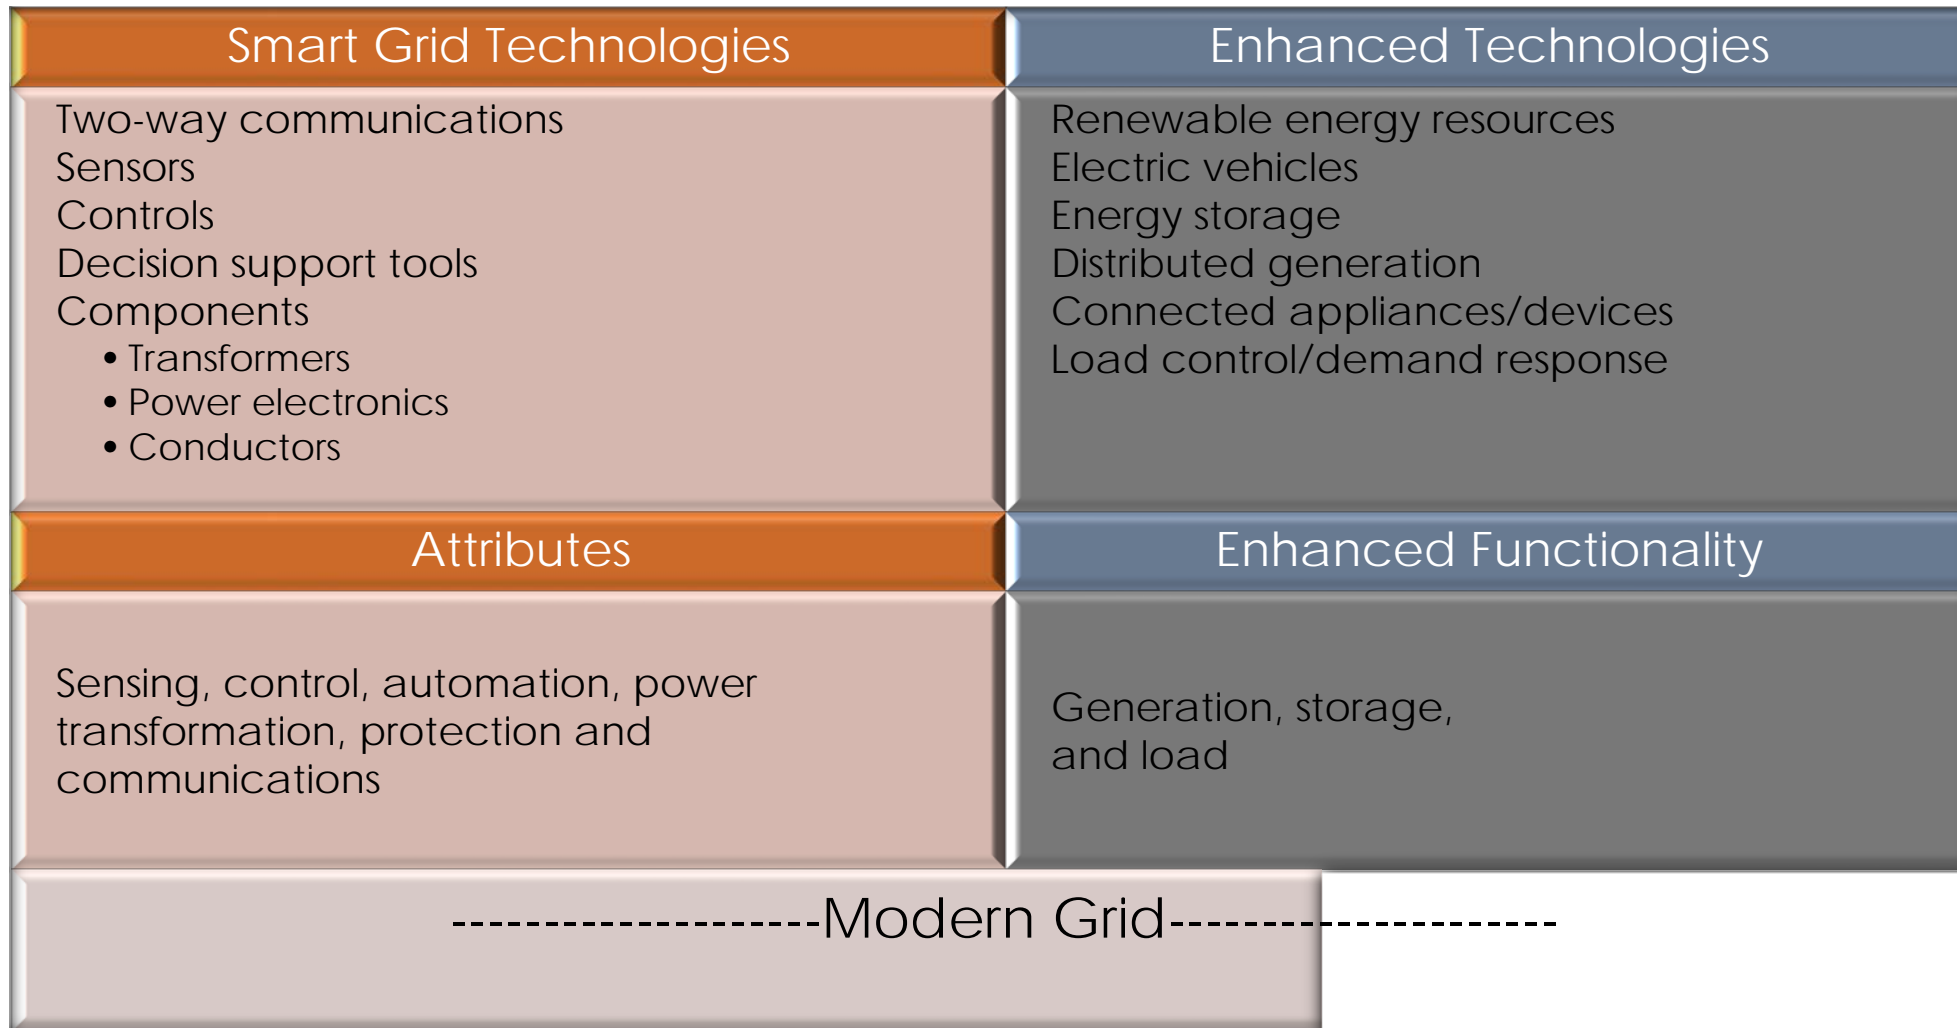 Smart Grid Technologies
Enhanced Technologies
Two-way communications
Sensors
Controls
Decision support tools
Components
• Transformers
• Power electronics
• Conductors
Renewable energy resources
Electric vehicles
Energy storage
Distributed generation
Connected appliances/devices
Load control/demand response
Attributes
Enhanced Functionality
Sensing, control, automation, power
transformation, protection and
communications
Generation, storage,
and load
------------------Modern Grid-------------------